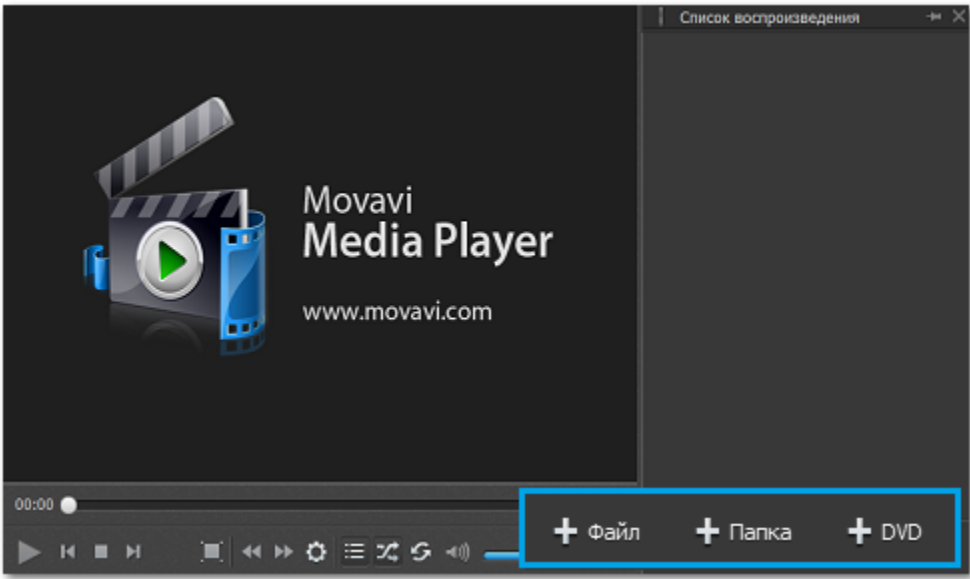 Список воспроизведения
Movavi
Media Player
www.movavi.com
00:00
Файл
Папка
DVD